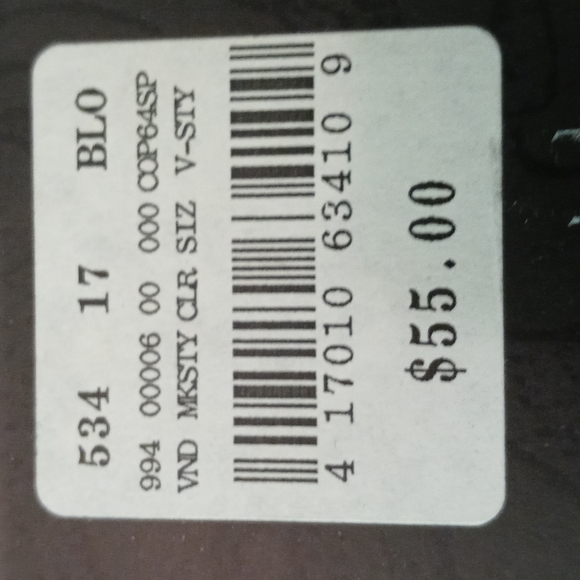 534 17 BLO
994 00006 00 000 COP64SP
VND MKSTY CLR SIZ V-STY
4 17010 63410 9
$55.00